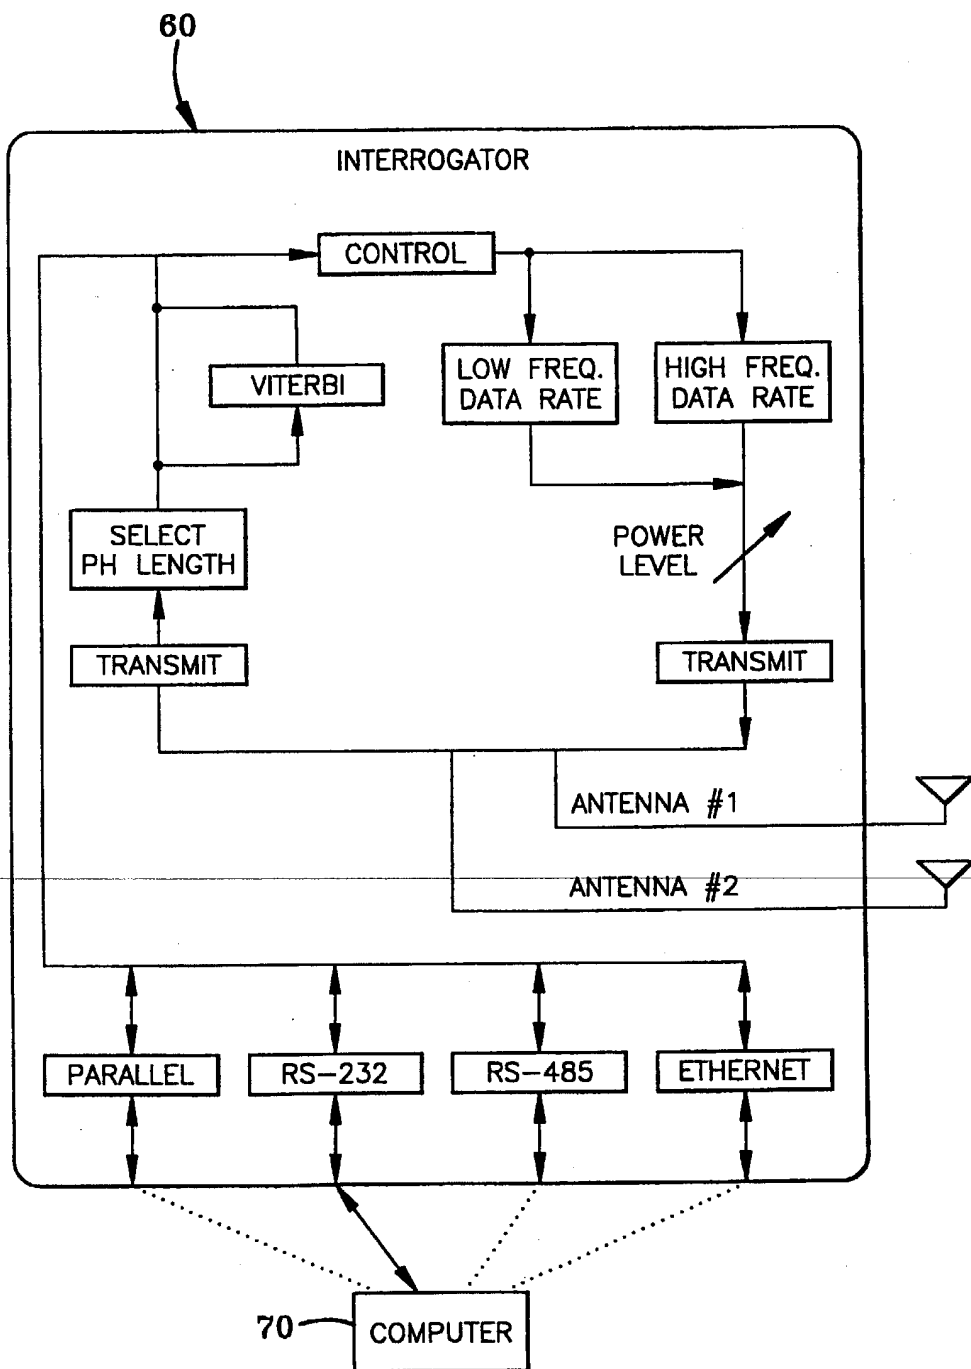 60
INTERROGATOR
CONTROL
LOW FREQ.
DATA RATE
HIGH FREQ.
DATA RATE
VITERBI
SELECT
PH LENGTH
POWER
LEVEL
TRANSMIT
TRANSMIT
ANTENNA #1
ANTENNA #2
PARALLEL
RS-232
RS-485
ETHERNET
70
COMPUTER